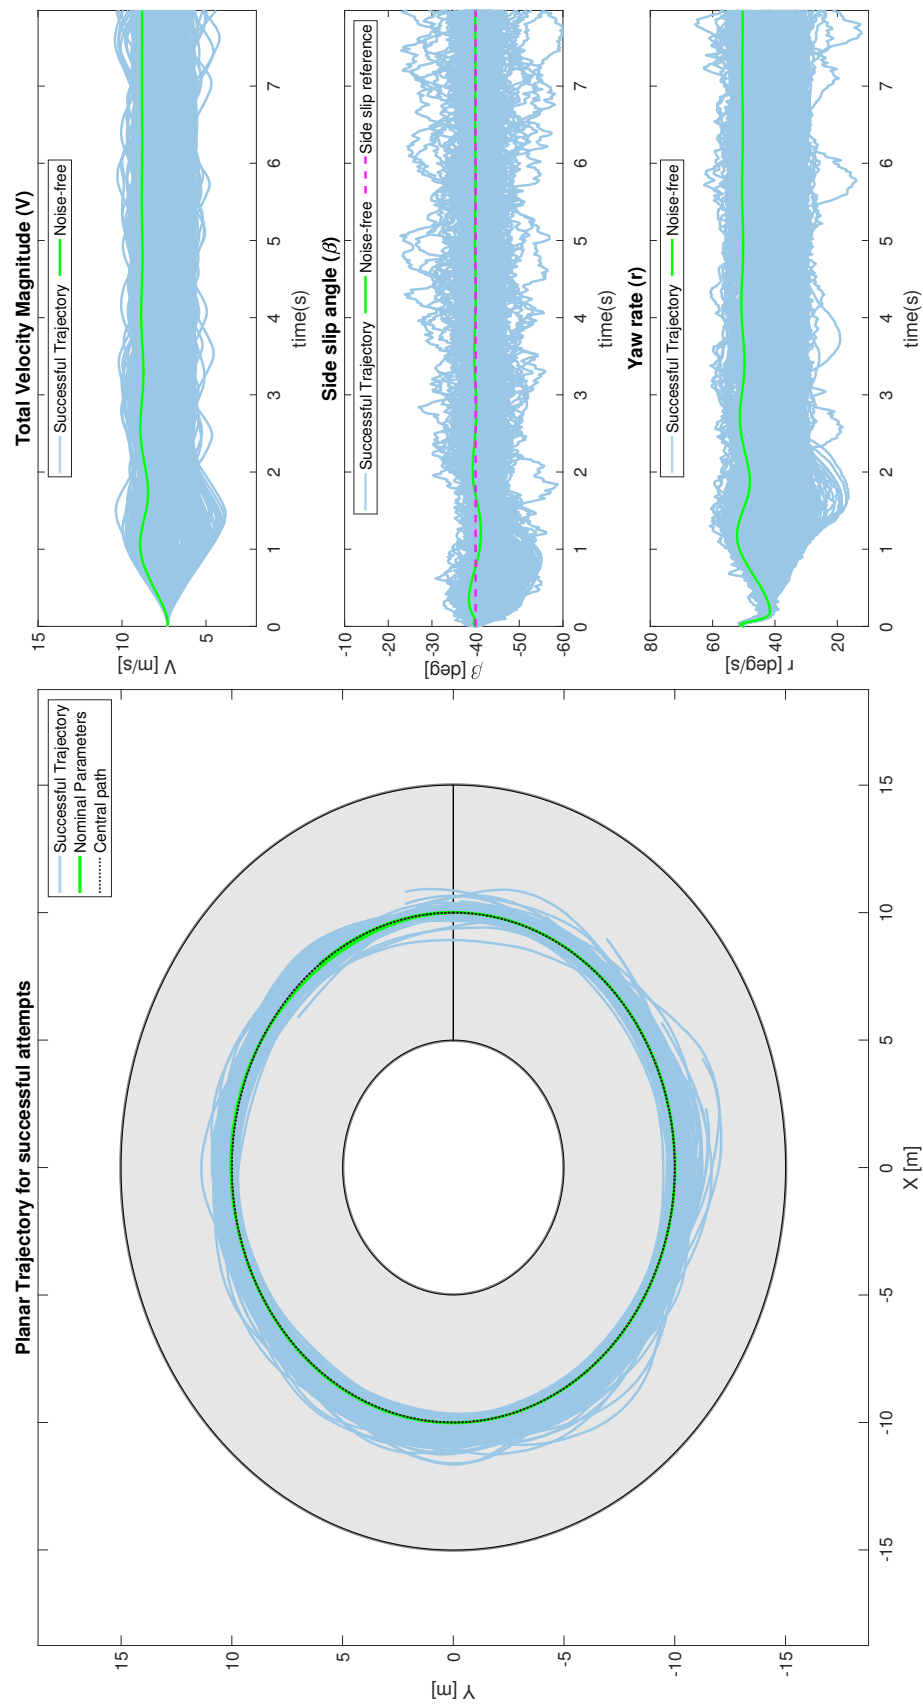 Planar Trajectory for successful attempts
Successful Trajectory
Nominal Parameters
Central path
15
10
5
0
-5
-10
-15
Y [m]
-15
-10
-5
0
5
10
15
X [m]
Total Velocity Magnitude (V)
Successful Trajectory
Noise-free
15
10
5
V [m/s]
0
1
2
3
4
5
6
7
time(s)
Side slip angle (β)
Successful Trajectory
Noise-free
Side slip reference
-10
-20
-30
-40
-50
-60
β [deg]
0
1
2
3
4
5
6
7
time(s)
Yaw rate (r)
Successful Trajectory
Noise-free
80
60
40
20
r [deg/s]
0
1
2
3
4
5
6
7
time(s)